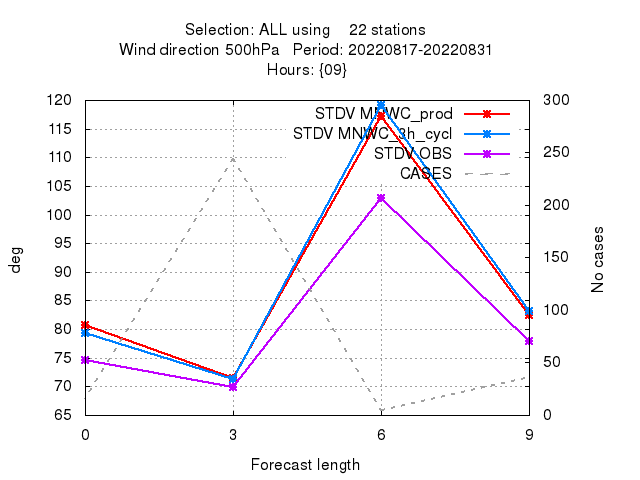 Selection: ALL using    22 stations
Wind direction 500hPa   Period: 20220817-20220831
Hours: {09}
STDV MNWC_prod
STDV MNWC_3h_cycl
STDV OBS
CASES
120
115
110
105
100
95
90
85
80
75
70
65
deg
300
250
200
150
100
50
0
No cases
0 3 6 9
Forecast length